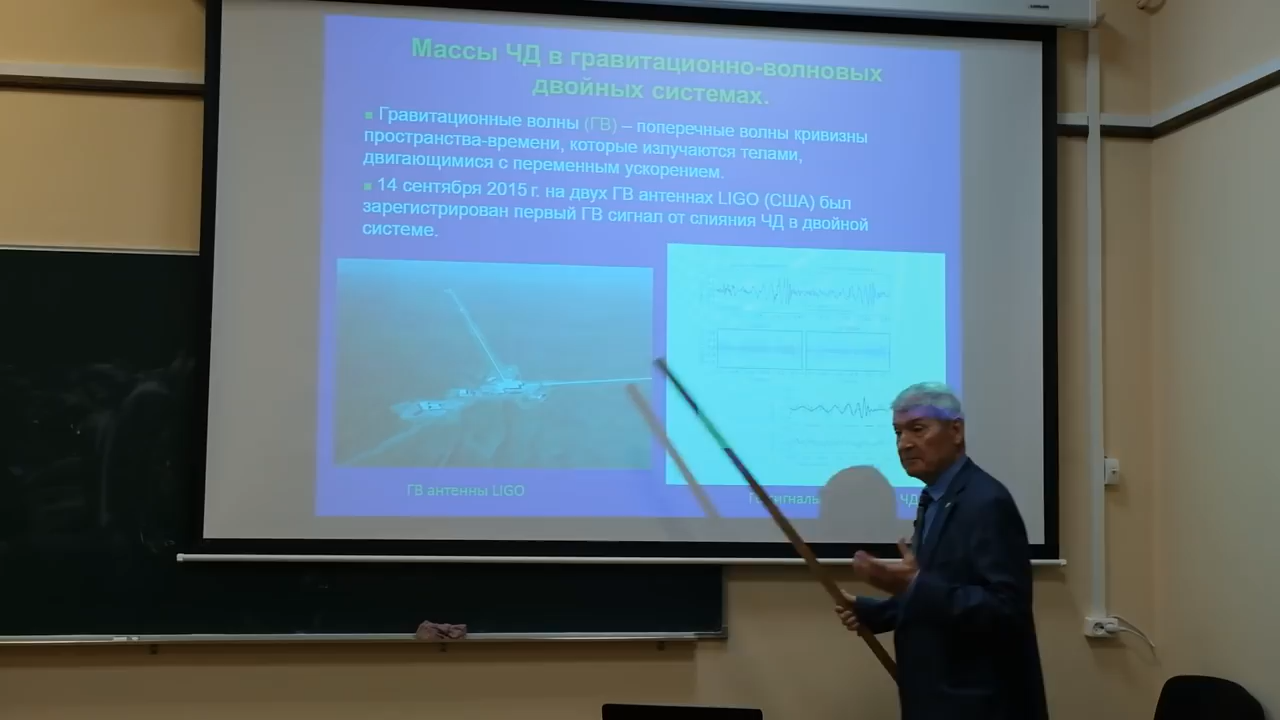 Массы ЧД в гравитационно-волновых
двойных системах.
Гравитационные волны (ГВ) – поперечные волны кривизны
пространства-времени, которые излучаются телами,
двигающимися с переменным ускорением.
14 сентября 2015 г. на двух ГВ антеннах LIGO (США) был
зарегистрирован первый ГВ сигнал от слияния ЧД в двойной
системе.
ГВ антенны LIGO
ЧД